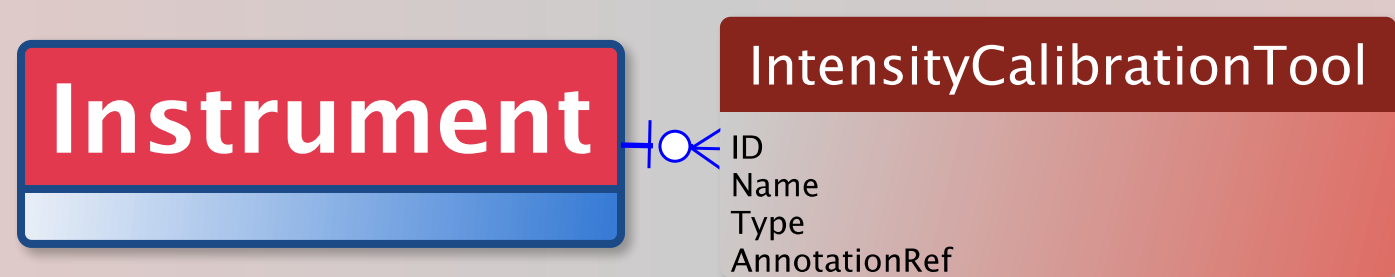 Instrument
IntensityCalibrationTool
ID
Name
Type
AnnotationRef